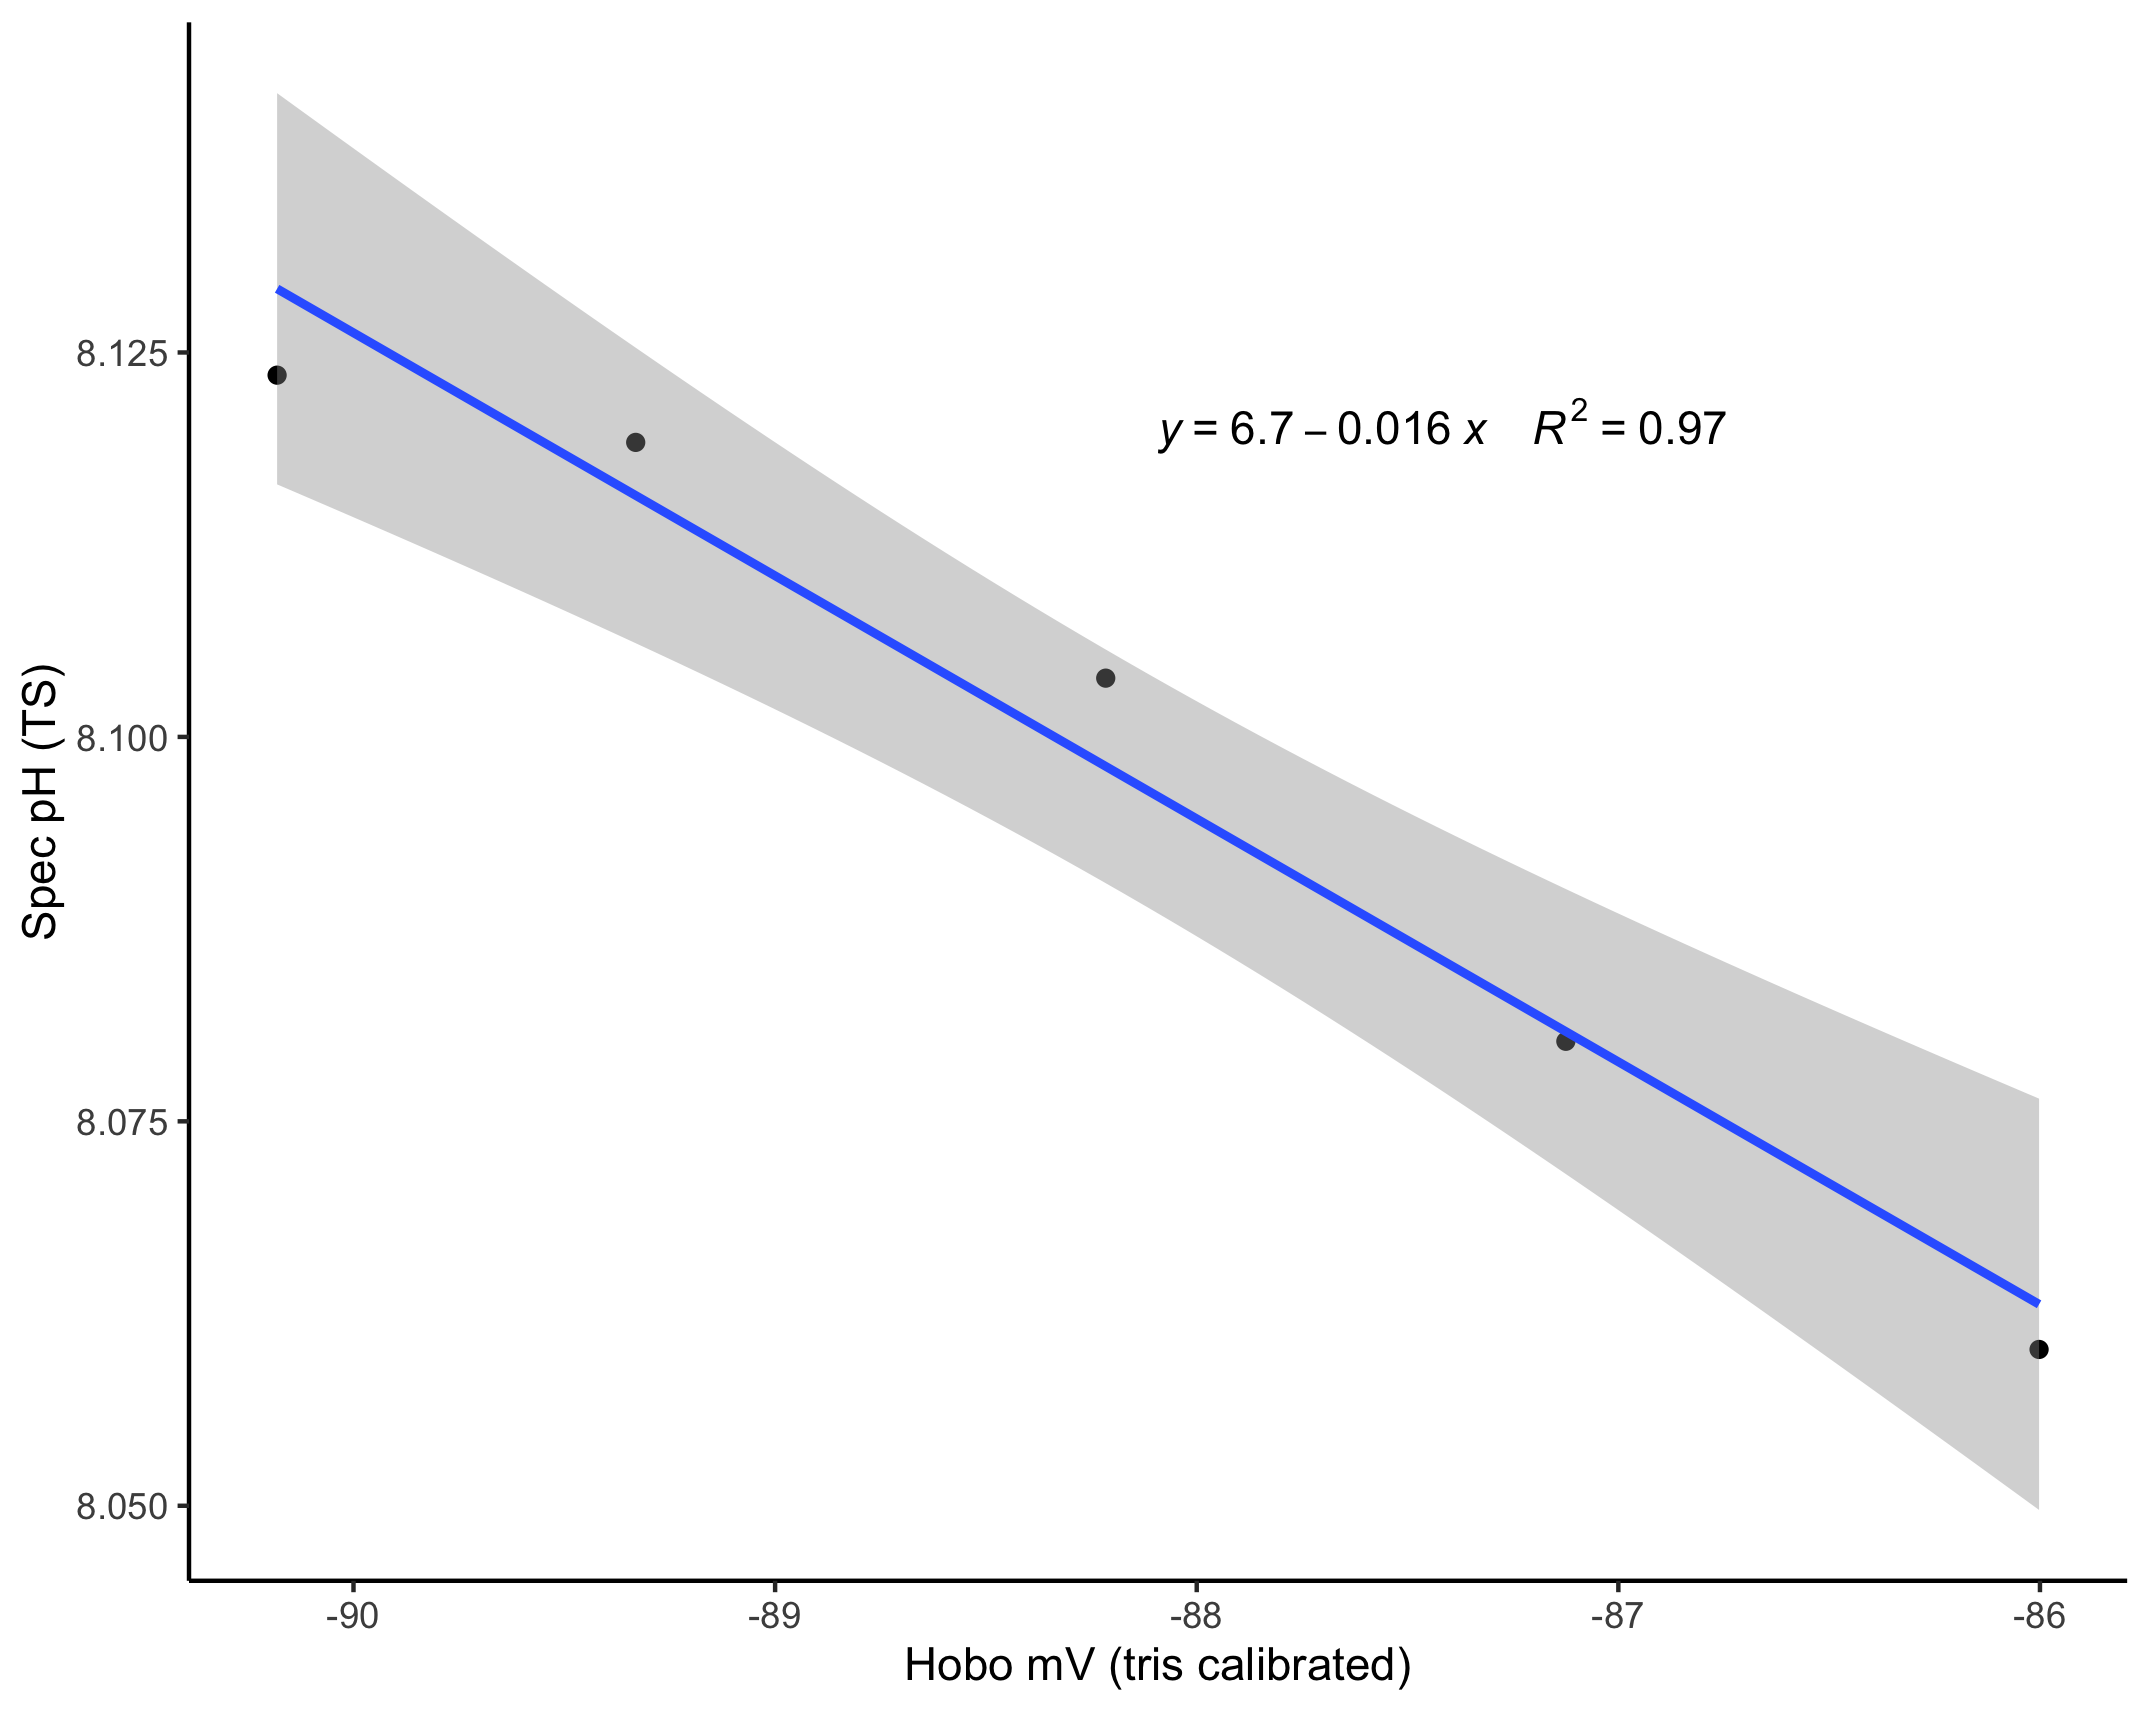 y = 6.7 – 0.016 x R² = 0.97
Spec pH (TS)
8.125
8.100
8.075
8.050
-90 -89 -88 -87 -86
Hobo mV (tris calibrated)